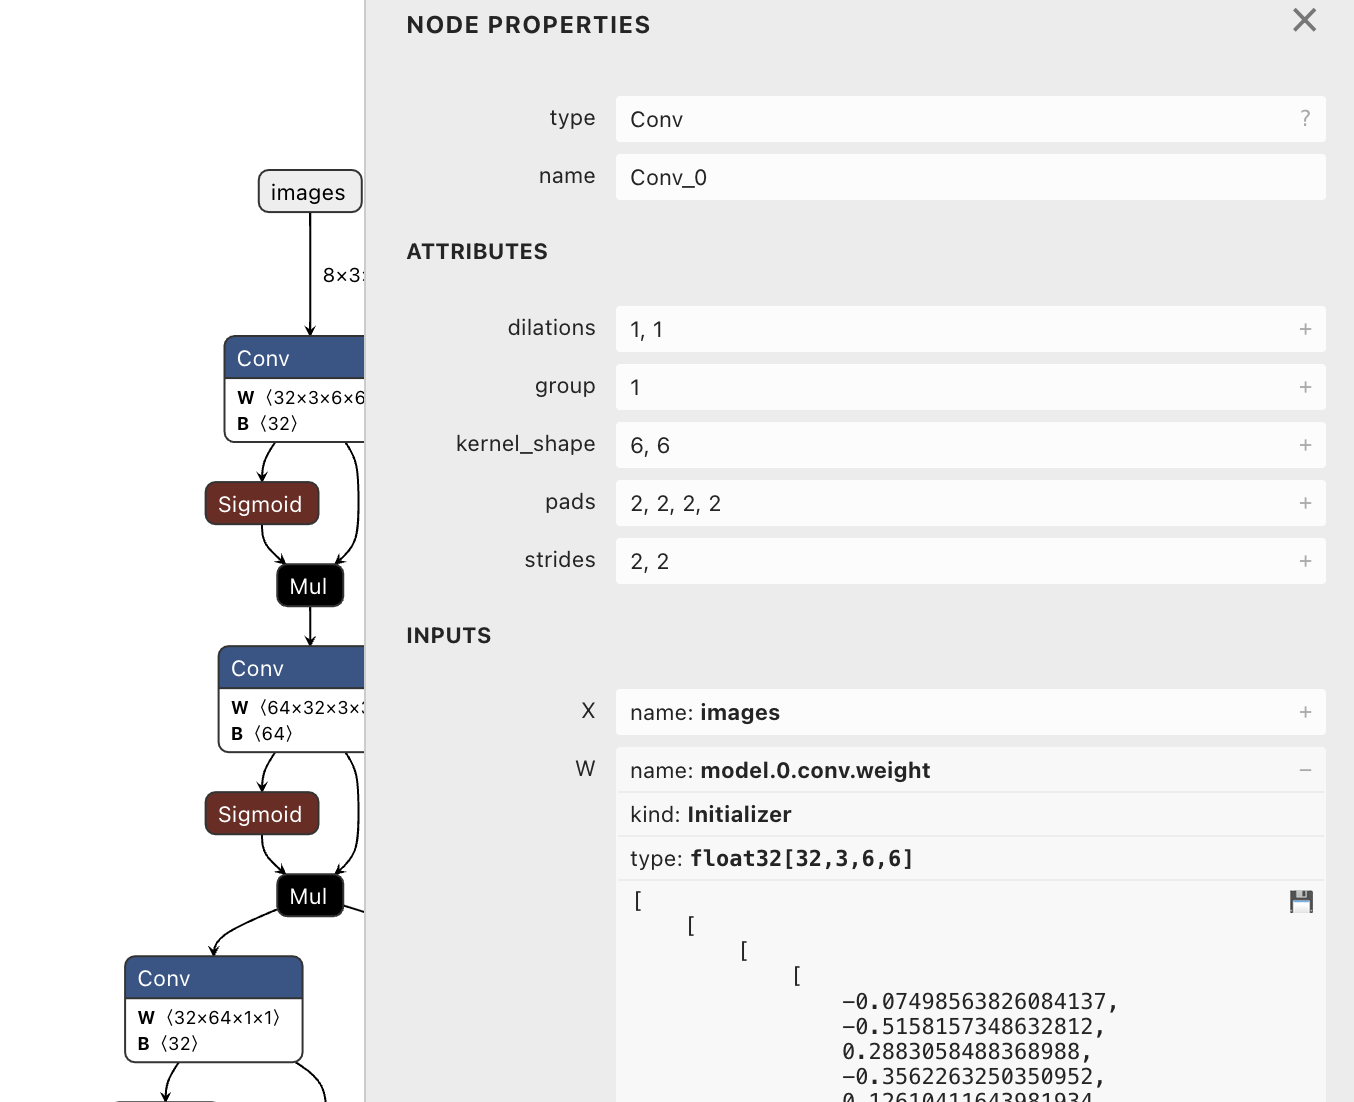 NODE PROPERTIES
type
Conv
?
name
Conv_0
ATTRIBUTES
dilations
1, 1
+
group
1
+
kernel_shape
6, 6
+
pads
2, 2, 2, 2
+
strides
2, 2
+
INPUTS
X
name: images
+
W
name: model.0.conv.weight
−
kind: Initializer
type: float32[32,3,6,6]
[
[
[
[
-0.07498563826084137,
-0.5158157348632812,
0.2883058488368988,
-0.3562263250350952,
0.12610411643981934
images
8×3
Conv
W ⟨32×3×6×6
B ⟨32⟩
Sigmoid
Mul
Conv
W ⟨64×32×3×
B ⟨64⟩
Sigmoid
Mul
Conv
W ⟨32×64×1×1⟩
B ⟨32⟩